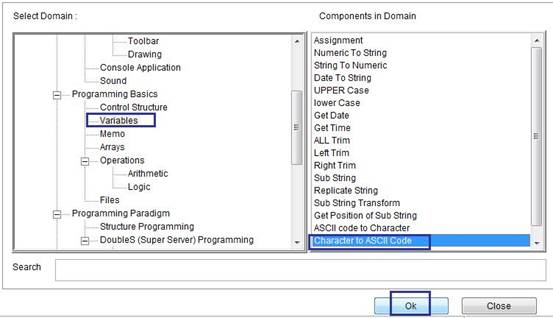 Select Domain :
Components in Domain
Toolbar
Drawing
Console Application
Sound
Programming Basics
Control Structure
Variables
Memo
Arrays
Operations
Arithmetic
Logic
Files
Programming Paradigm
Structure Programming
DoubleS (Super Server) Programming
Assignment
Numeric To String
String To Numeric
Date To String
UPPER Case
lower Case
Get Date
Get Time
ALL Trim
Left Trim
Right Trim
Sub String
Replicate String
Sub String Transform
Get Position of Sub String
ASCII code to Character
Character to ASCII Code
Search
Ok
Close